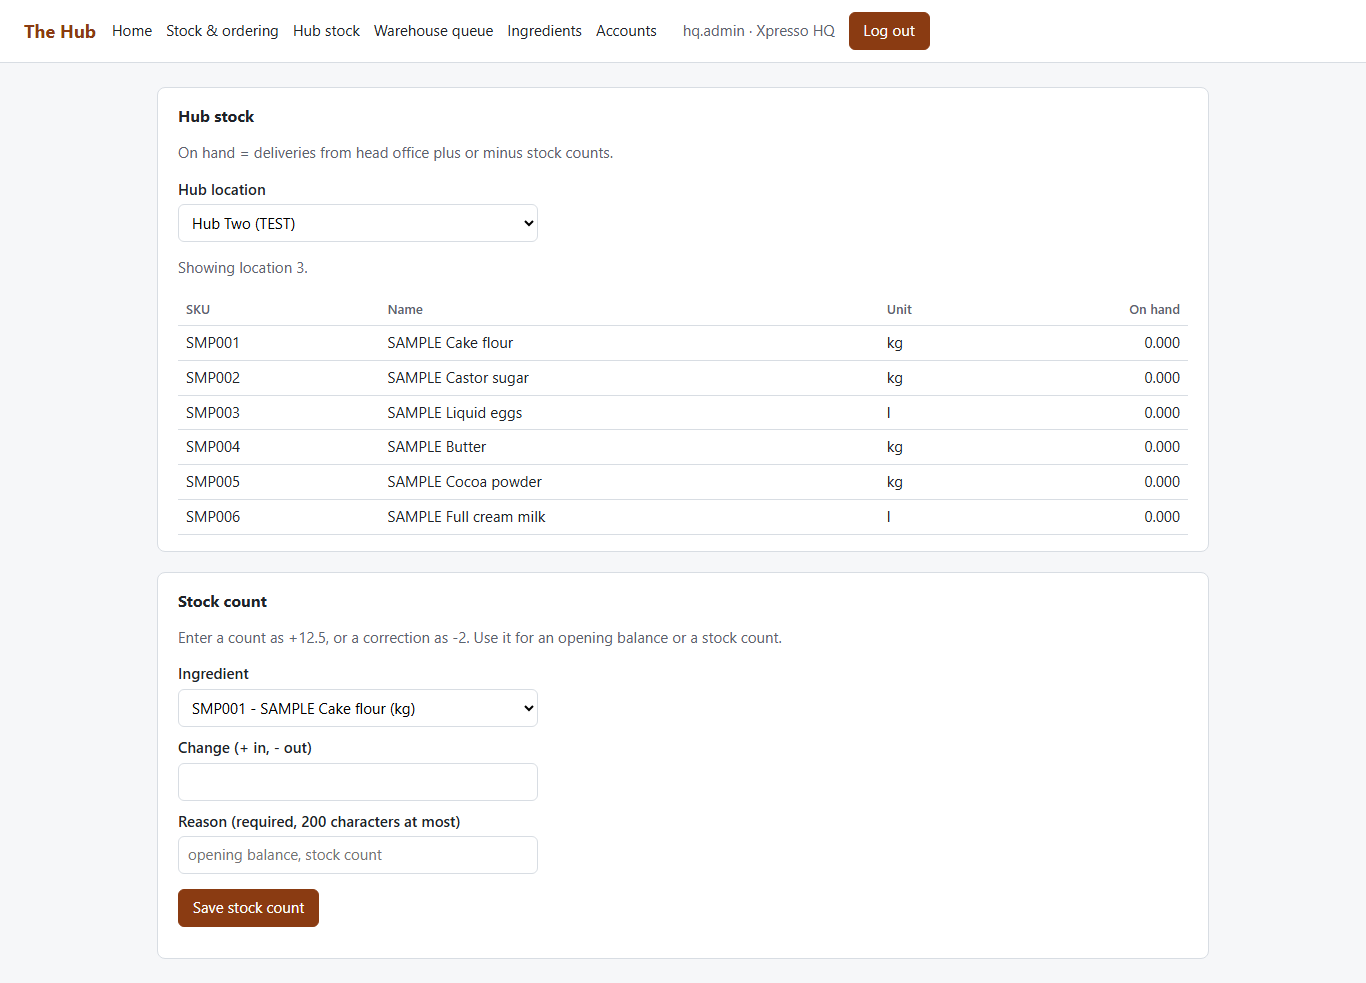 The Hub Home Stock & ordering Hub stock Warehouse queue Ingredients Accounts hq.admin · Xpresso HQ Log out
Hub stock
On hand = deliveries from head office plus or minus stock counts.
Hub location
Hub Two (TEST)
Showing location 3.
SKU Name Unit On hand
SMP001 SAMPLE Cake flour kg 0.000
SMP002 SAMPLE Castor sugar kg 0.000
SMP003 SAMPLE Liquid eggs l 0.000
SMP004 SAMPLE Butter kg 0.000
SMP005 SAMPLE Cocoa powder kg 0.000
SMP006 SAMPLE Full cream milk l 0.000
Stock count
Enter a count as +12.5, or a correction as -2. Use it for an opening balance or a stock count.
Ingredient
SMP001 - SAMPLE Cake flour (kg)
Change (+ in, - out)
Reason (required, 200 characters at most)
opening balance, stock count
Save stock count